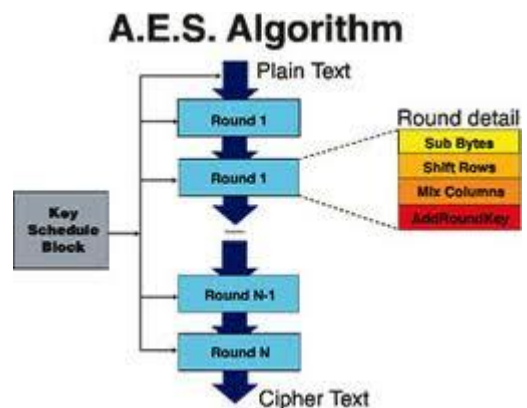 A.E.S. Algorithm
Plain Text
Round 1
Round detail
Sub Bytes
Shift Rows
Mix Columns
AddRoundKey
Round 1
Key
Schedule
Block
Round N-1
Round N
Cipher Text